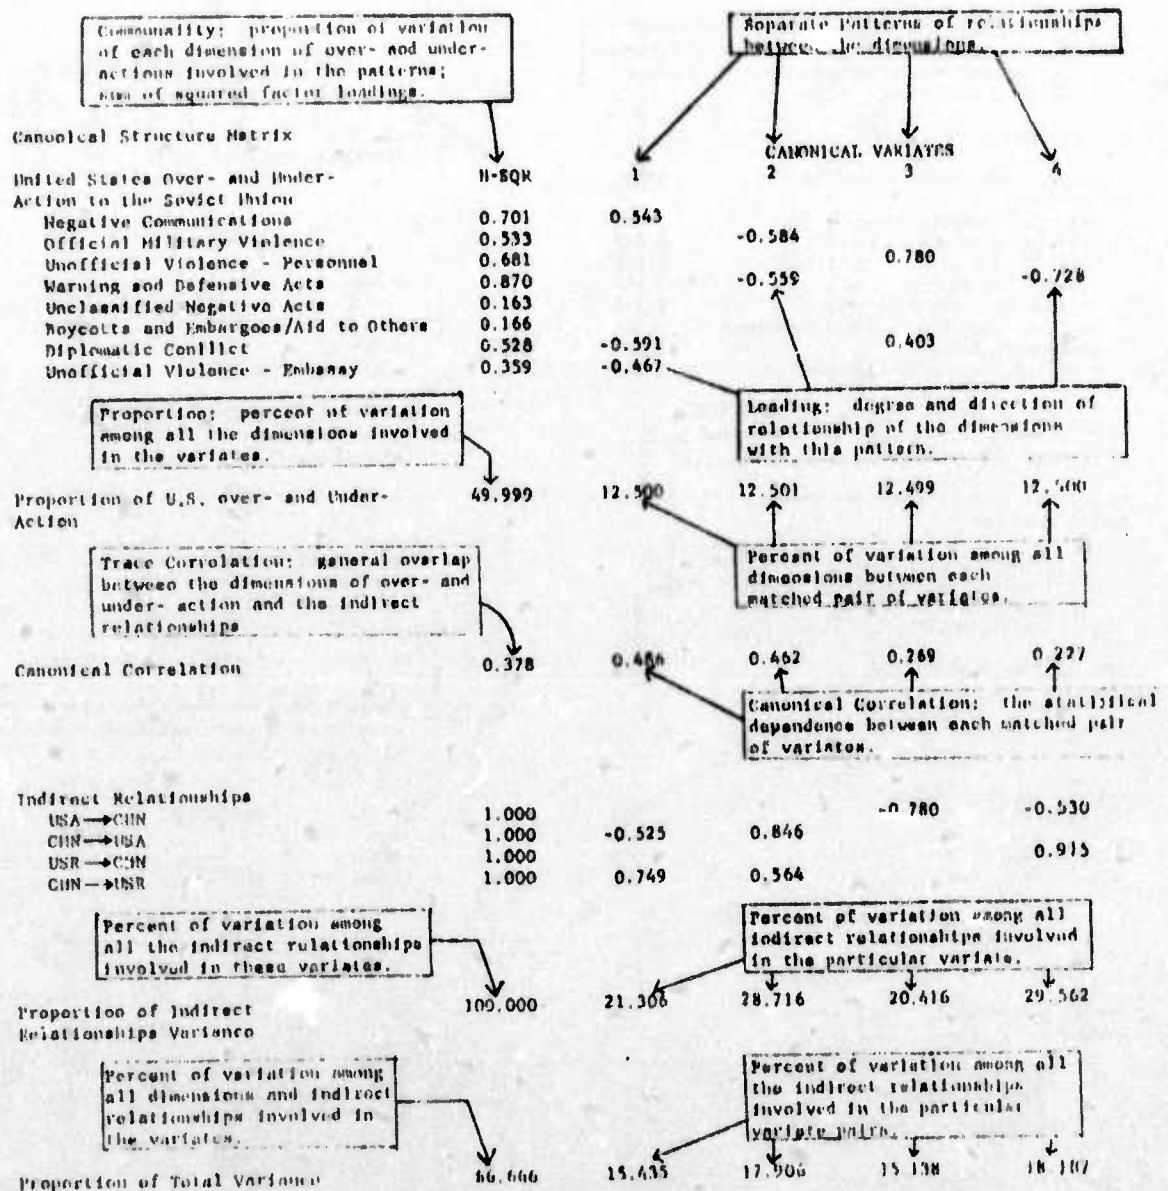 Communality: proportion of variation
of each dimension of over- and under-
actions involved in the patterns;
sum of squared factor loadings.
Separate Patterns of relationships
between the dimensions.
Canonical Structure Matrix
CANONICAL VARIATES
United States Over- and Under- H-SQR 1 2 3 4
Action to the Soviet Union
Negative Communications 0.701 0.543
Official Military Violence 0.533 -0.584
Unofficial Violence - Personnel 0.681 0.780
Warning and Defensive Acts 0.870 -0.559 -0.728
Unclassified Negative Acts 0.163
Boycotts and Embargoes/Aid to Others 0.166
Diplomatic Conflict 0.528 -0.591 0.403
Unofficial Violence - Embassy 0.359 -0.467
Proportion: percent of variation
among all the dimensions involved
in the variates.
Loading: degree and direction of
relationship of the dimensions
with this pattern.
Proportion of U.S. over- and Under- 49.999 12.500 12.501 12.499 12.500
Action
Trace Correlation: general overlap
between the dimensions of over- and
under- action and the indirect
relationships
Percent of variation among all
dimensions between each
matched pair of variates.
Canonical Correlation 0.378 0.462 0.269 0.227
Canonical Correlation: the statistical
dependence between each matched pair
of variates.
Indirect Relationships
USA→CHN 1.000 -0.780 -0.530
CHN→USA 1.000 -0.525 0.846
USR→CHN 1.000 0.915
CHN→USR 1.000 0.749 0.564
Percent of variation among
all the indirect relationships
involved in these variates.
Percent of variation among all
indirect relationships involved
in the particular variate.
Proportion of Indirect 100.000 21.306 28.716 20.416 29.562
Relationships Variance
Percent of variation among
all dimensions and indirect
relationships involved in
the variates.
Percent of variation among all
the indirect relationships
involved in the particular
variate pairs.
Proportion of Total Variance 66.666 15.435 17.906 15.138 18.187